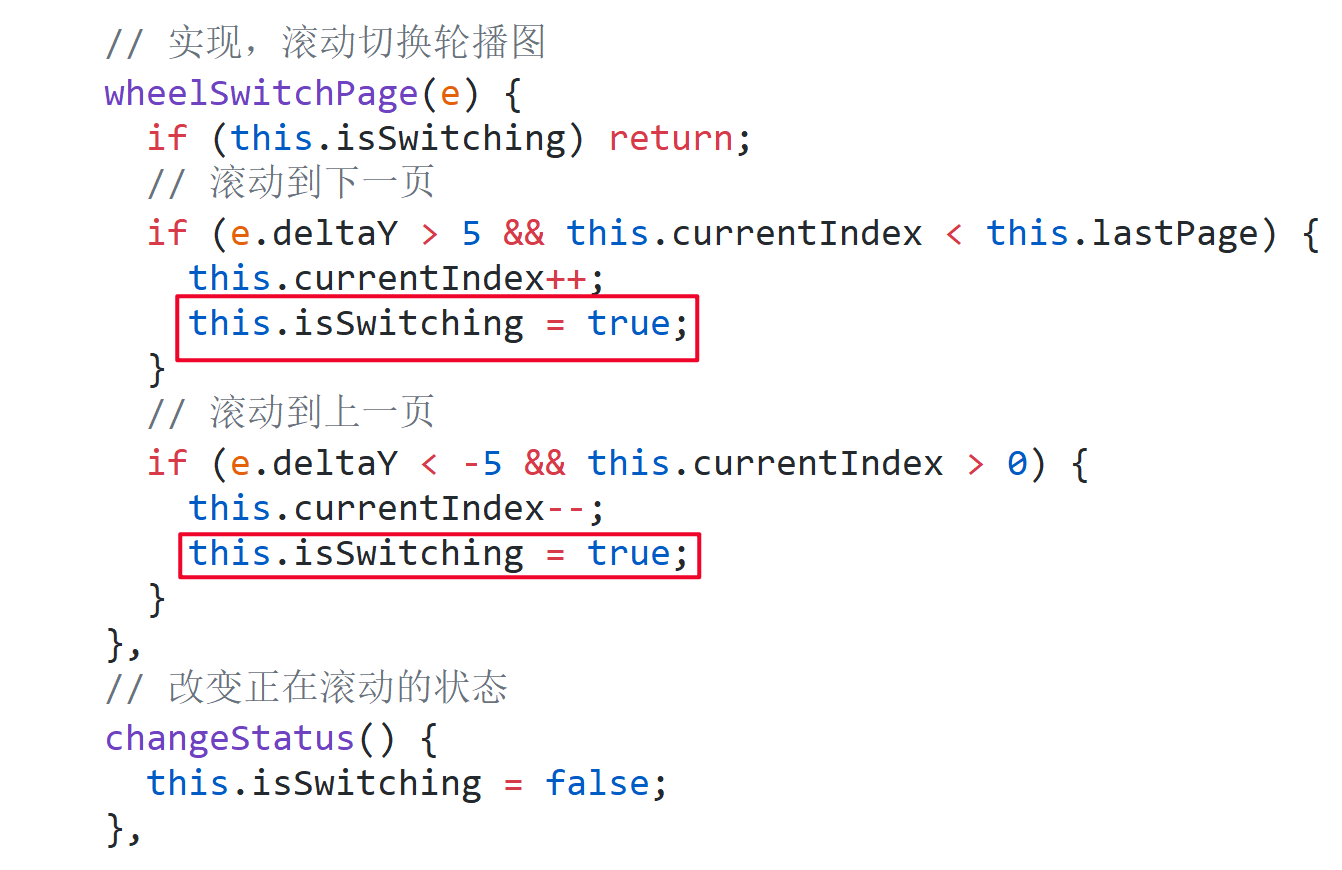 // 实现，滚动切换轮播图
wheelSwitchPage(e) {
  if (this.isSwitching) return;
  // 滚动到下一页
  if (e.deltaY > 5 && this.currentIndex < this.lastPage) {
    this.currentIndex++;
    this.isSwitching = true;
  }
  // 滚动到上一页
  if (e.deltaY < -5 && this.currentIndex > 0) {
    this.currentIndex--;
    this.isSwitching = true;
  }
},
// 改变正在滚动的状态
changeStatus() {
  this.isSwitching = false;
},